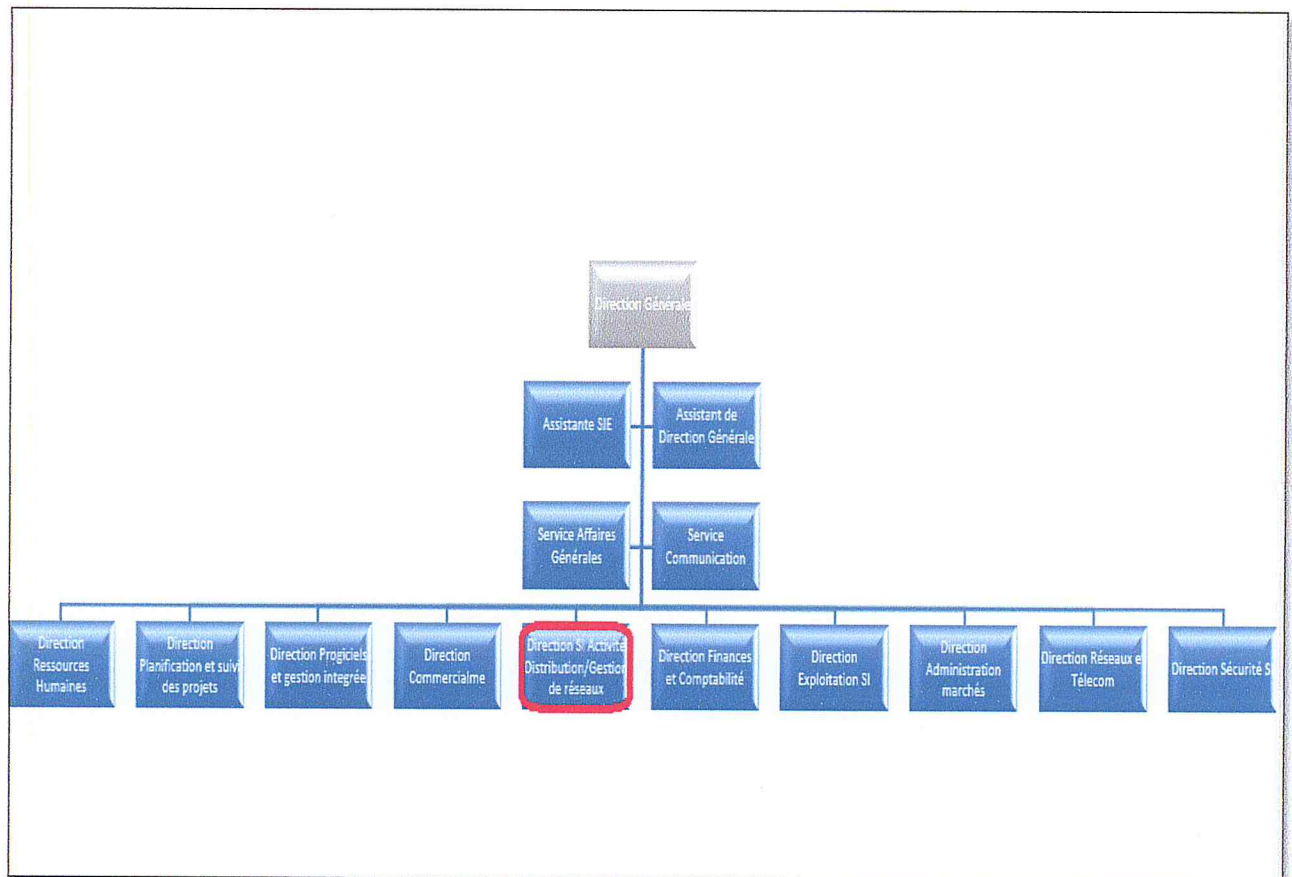 Direction Générale
Assistante SIE
Assistant de
Direction Générale
Service Affaires
Générales
Service
Communication
Direction
Ressources
Humaines
Direction
Planification et suivi
des projets
Direction Progiciels
et gestion integrée
Direction
Commercialme
Direction SI Activité
Distribution/Gestion
de réseaux
Direction Finances
et Comptabilité
Direction
Exploitation SI
Direction
Administration
marchés
Direction Réseaux et
Télecom
Direction Sécurité SI